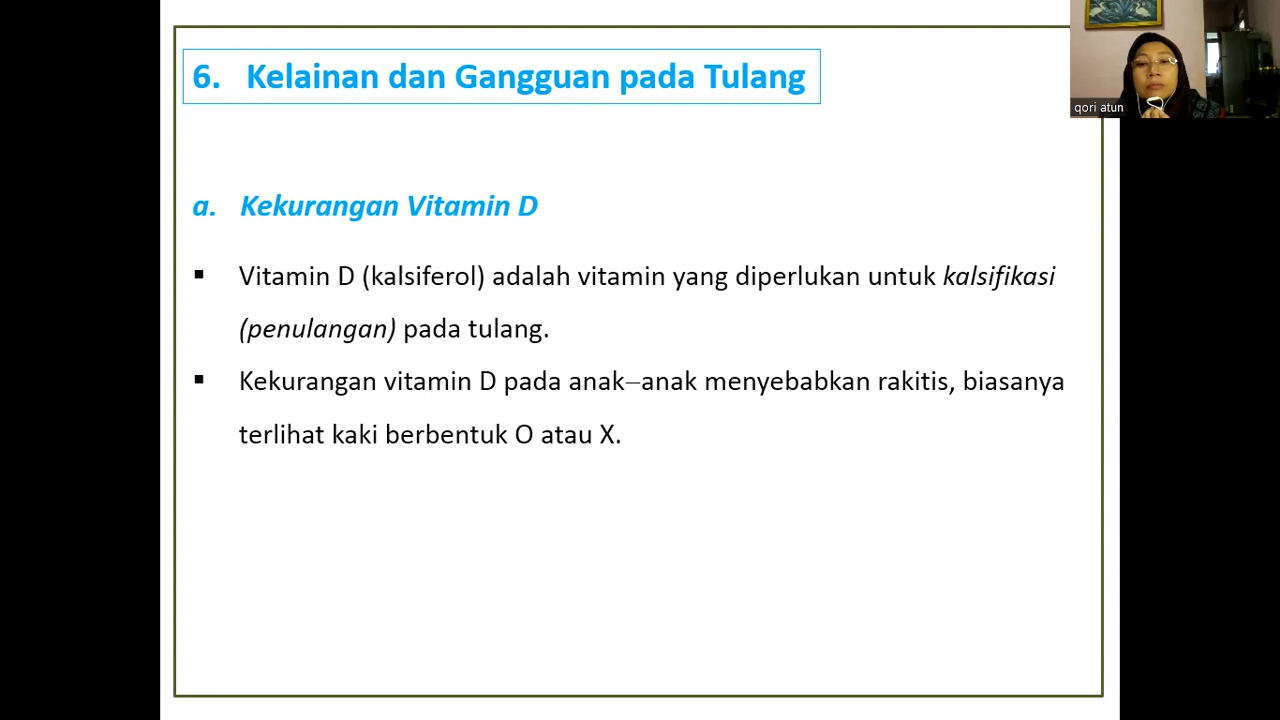 6. Kelainan dan Gangguan pada Tulang
qori atun
a. Kekurangan Vitamin D
▪ Vitamin D (kalsiferol) adalah vitamin yang diperlukan untuk kalsifikasi
(penulangan) pada tulang.
▪ Kekurangan vitamin D pada anak–anak menyebabkan rakitis, biasanya
terlihat kaki berbentuk O atau X.